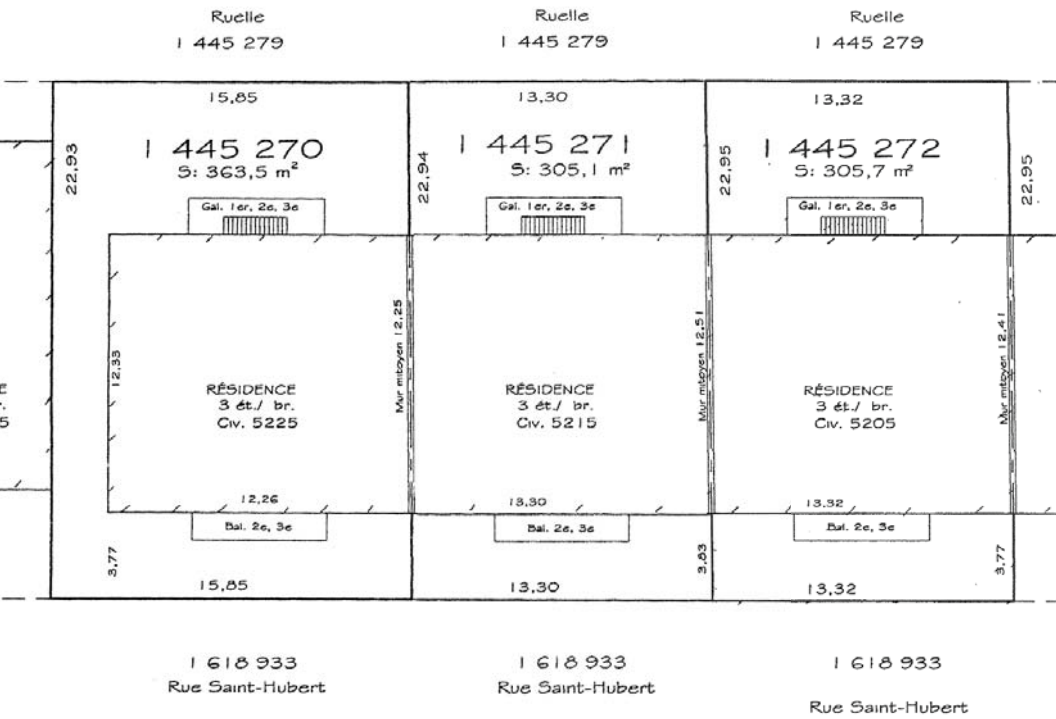 Ruelle
1 445 279
Ruelle
1 445 279
Ruelle
1 445 279
15,85
13,30
13,32
22,93
1 445 270
S: 363,5 m²
22,94
1 445 271
S: 305,1 m²
22,95
1 445 272
S: 305,7 m²
22,95
Gal. 1er, 2e, 3e
Gal. 1er, 2e, 3e
Gal. 1er, 2e, 3e
12,33
RÉSIDENCE
3 ét./ br.
Civ. 5225
Mur mitoyen 12,25
RÉSIDENCE
3 ét./ br.
Civ. 5215
Mur mitoyen 12,51
RÉSIDENCE
3 ét./ br.
Civ. 5205
Mur mitoyen 12,41
12,26
13,30
13,32
Bal. 2e, 3e
Bal. 2e, 3e
Bal. 2e, 3e
3,77
3,83
3,77
15,85
13,30
13,32
1 618 933
Rue Saint-Hubert
1 618 933
Rue Saint-Hubert
1 618 933
Rue Saint-Hubert